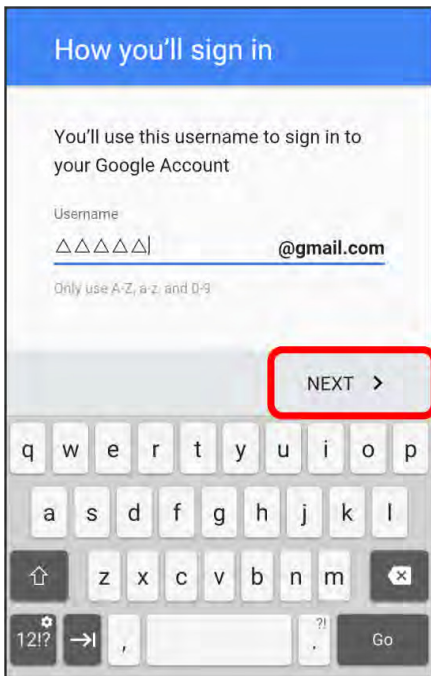 How you'll sign in
You'll use this username to sign in to
your Google Account
Username
△△△△△ @gmail.com
Only use A-Z, a-z, and 0-9
NEXT >
q w e r t y u i o p
a s d f g h j k l
z x c v b n m
12!? , ?! . Go